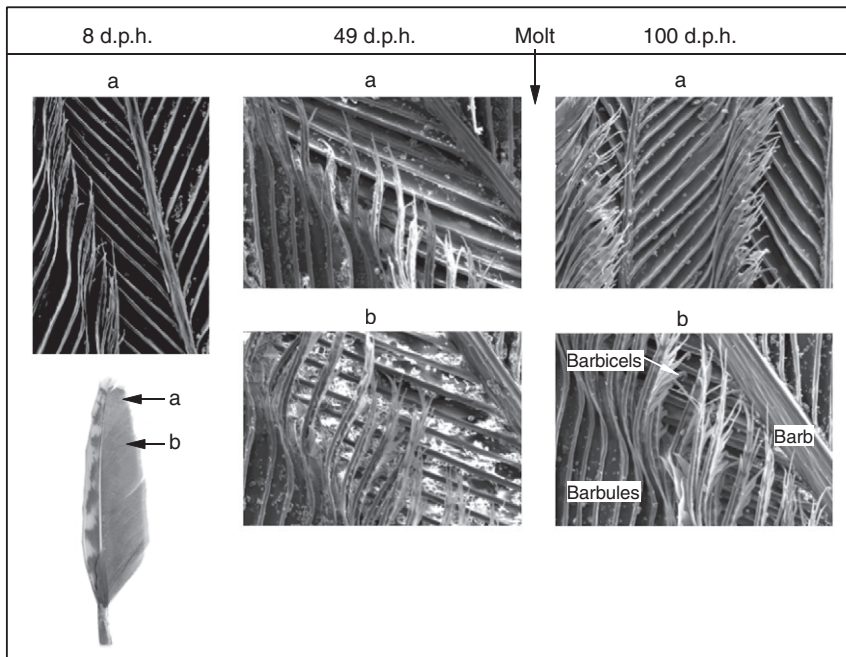 8 d.p.h. 49 d.p.h. Molt 100 d.p.h.
a a a
b b
Barbicels
a
b
Barb
Barbules